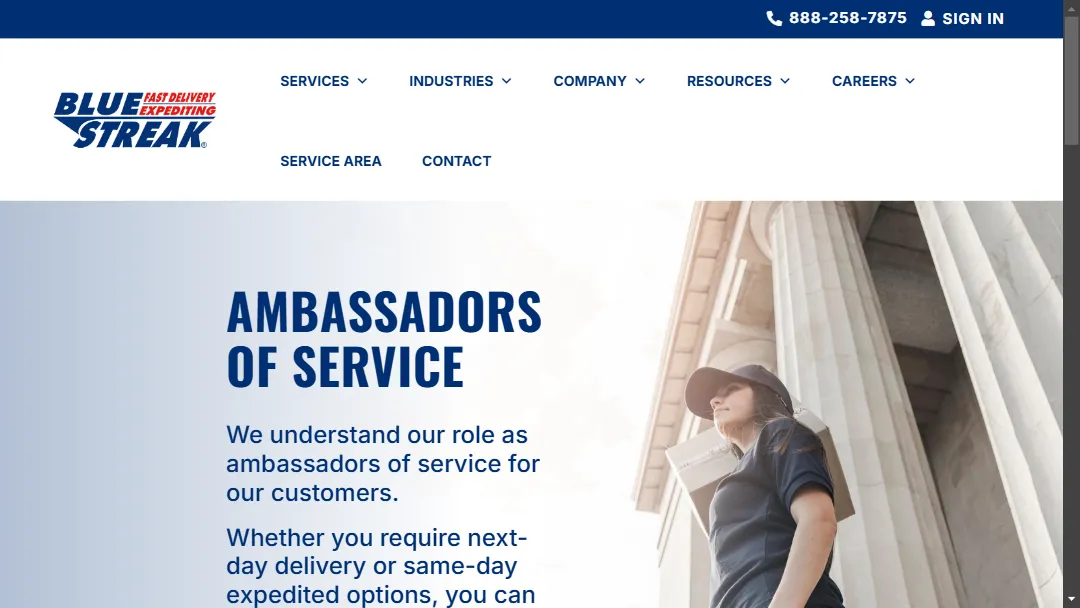 888-258-7875 SIGN IN
SERVICES INDUSTRIES COMPANY RESOURCES CAREERS
BLUE FAST DELIVERY EXPEDITING
STREAK®
SERVICE AREA CONTACT
AMBASSADORS
OF SERVICE
We understand our role as
ambassadors of service for
our customers.
Whether you require next-
day delivery or same-day
expedited options, you can